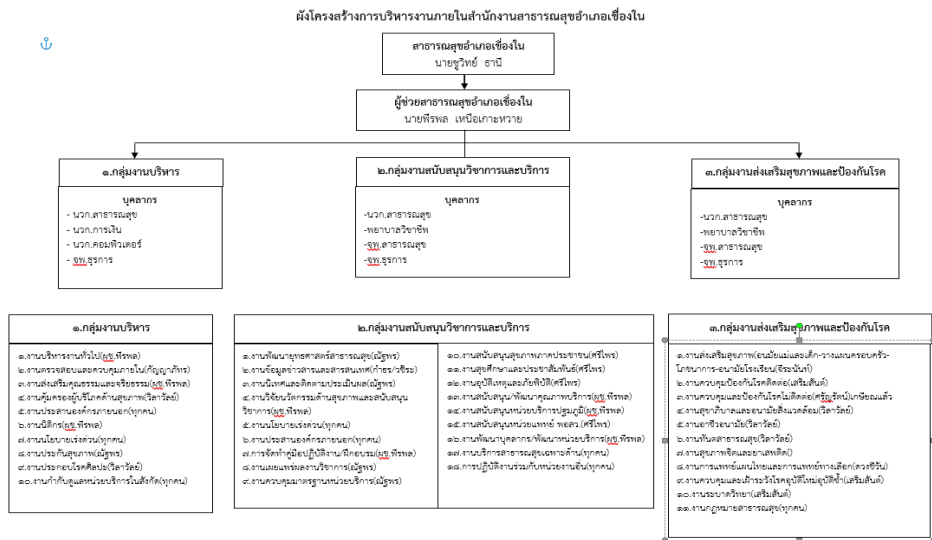 ผังโครงสร้างการบริหารงานภายในสำนักงานสาธารณสุขอำเภอเขื่องใน
สาธารณสุขอำเภอเขื่องใน
นายชูวิทย์ ธานี
ผู้ช่วยสาธารณสุขอำเภอเขื่องใน
นายพีรพล เหนือเกาะหวาย
๑.กลุ่มงานบริหาร
บุคลากร
- นวก.สาธารณสุข
- นวก.การเงิน
- นวก.คอมพิวเตอร์
- จพ.ธุรการ
๒.กลุ่มงานสนับสนุนวิชาการและบริการ
บุคลากร
-นวก.สาธารณสุข
-พยาบาลวิชาชีพ
-จพ.สาธารณสุข
-จพ.ธุรการ
๓.กลุ่มงานส่งเสริมสุขภาพและป้องกันโรค
บุคลากร
-นวก.สาธารณสุข
-พยาบาลวิชาชีพ
-จพ.สาธารณสุข
-จพ.ธุรการ
๑.กลุ่มงานบริหาร
๑.งานบริหารงานทั่วไป(ผช.พีรพล)
๒.งานตรวจสอบและควบคุมภายใน(กัญญาภัทร)
๓.งานส่งเสริมคุณธรรมและจริยธรรม(ผช.พีรพล)
๔.งานคุ้มครองผู้บริโภคด้านสุขภาพ(วิลาวัลย์)
๕.งานประสานองค์กรภายนอก(ทุกคน)
๖.งานนิติกร(ผช.พีรพล)
๗.งานนโยบายเร่งด่วน(ทุกคน)
๘.งานประกันสุขภาพ(ณัฐพร)
๙.งานประกอบโรคศิลปะ(วิลาวัลย์)
๑๐.งานกำกับดูแลหน่วยบริการในสังกัด(ทุกคน)
๒.กลุ่มงานสนับสนุนวิชาการและบริการ
๑.งานพัฒนายุทธศาสตร์สาธารณสุข(ณัฐพร)
๒.งานข้อมูลข่าวสารและสารสนเทศ(กำธร/วชิระ)
๓.งานนิเทศและติดตามประเมินผล(ณัฐพร)
๔.งานวิจัยนวัตกรรมด้านสุขภาพและสนับสนุน
วิชาการ(ผช.พีรพล)
๕.งานนโยบายเร่งด่วน(ทุกคน)
๖.งานประสานองค์กรภายนอก(ทุกคน)
๗.การจัดทำคู่มือปฏิบัติงาน/ฝึกอบรม(ผช.พีรพล)
๘.งานเผยแพร่ผลงานวิชาการ(ณัฐพร)
๙.งานควบคุมมาตรฐานหน่วยบริการ(ณัฐพร)
๑๐.งานสนับสนุนสุขภาพภาคประชาชน(ศรีไพร)
๑๑.งานสุขศึกษาและประชาสัมพันธ์(ศรีไพร)
๑๒.งานอุบัติเหตุและภัยพิบัติ(ศรีไพร)
๑๓.งานสนับสนุน/พัฒนาคุณภาพบริการ(ผช.พีรพล)
๑๔.งานสนับสนุนหน่วยบริการปฐมภูมิ(ผช.พีรพล)
๑๕.งานสนับสนุนหน่วยแพทย์ พอสว.(ศรีไพร)
๑๖.งานพัฒนาบุคลากร/พัฒนาหน่วยบริการ(ผช.พีรพล)
๑๗.งานบริการสาธารณสุขเฉพาะด้าน(ทุกคน)
๑๘.การปฏิบัติงานร่วมกับหน่วยงานอื่น(ทุกคน)
๓.กลุ่มงานส่งเสริมสุขภาพและป้องกันโรค
๑.งานส่งเสริมสุขภาพ(อนามัยแม่และเด็ก-วางแผนครอบครัว-
โภชนาการ-อนามัยโรงเรียน(จีระนันท์)
๒.งานควบคุมป้องกันโรคติดต่อ(เสริมสันต์)
๓.งานควบคุมและป้องกันโรคไม่ติดต่อ(ศรัญรัตน์)เกษียณแล้ว
๔.งานสุขาภิบาลและอนามัยสิ่งแวดล้อม(วิลาวัลย์)
๕.งานอาชีวอนามัย(วิลาวัลย์)
๖.งานทันตสาธารณสุข(วิลาวัลย์)
๗.งานสุขภาพจิตและยาเสพติด()
๘.งานการแพทย์แผนไทยและการแพทย์ทางเลือก(ดวงชีวัน)
๙.งานควบคุมและเฝ้าระวังโรคอุบัติใหม่อุบัติซ้ำ(เสริมสันต์)
๑๐.งานระบาดวิทยา(เสริมสันต์)
๑๑.งานกฎหมายสาธารณสุข(ทุกคน)